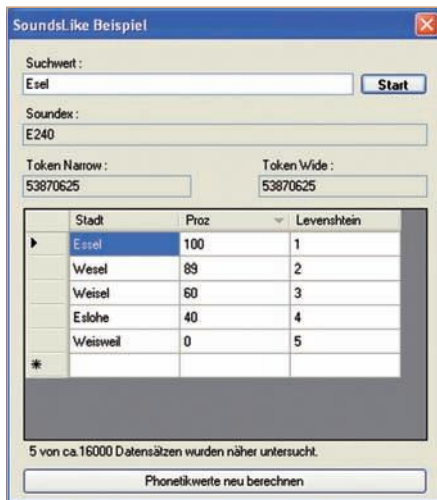 SoundsLike Beispiel
Suchwert :
Esel Start
Soundex :
E240
Token Narrow : Token Wide :
53870625 53870625
Stadt Proz Levenshtein
Essel 100 1
Wesel 89 2
Weisel 60 3
Eslohe 40 4
Weisweil 0 5
5 von ca.16000 Datensätzen wurden näher untersucht.
Phonetikwerte neu berechnen